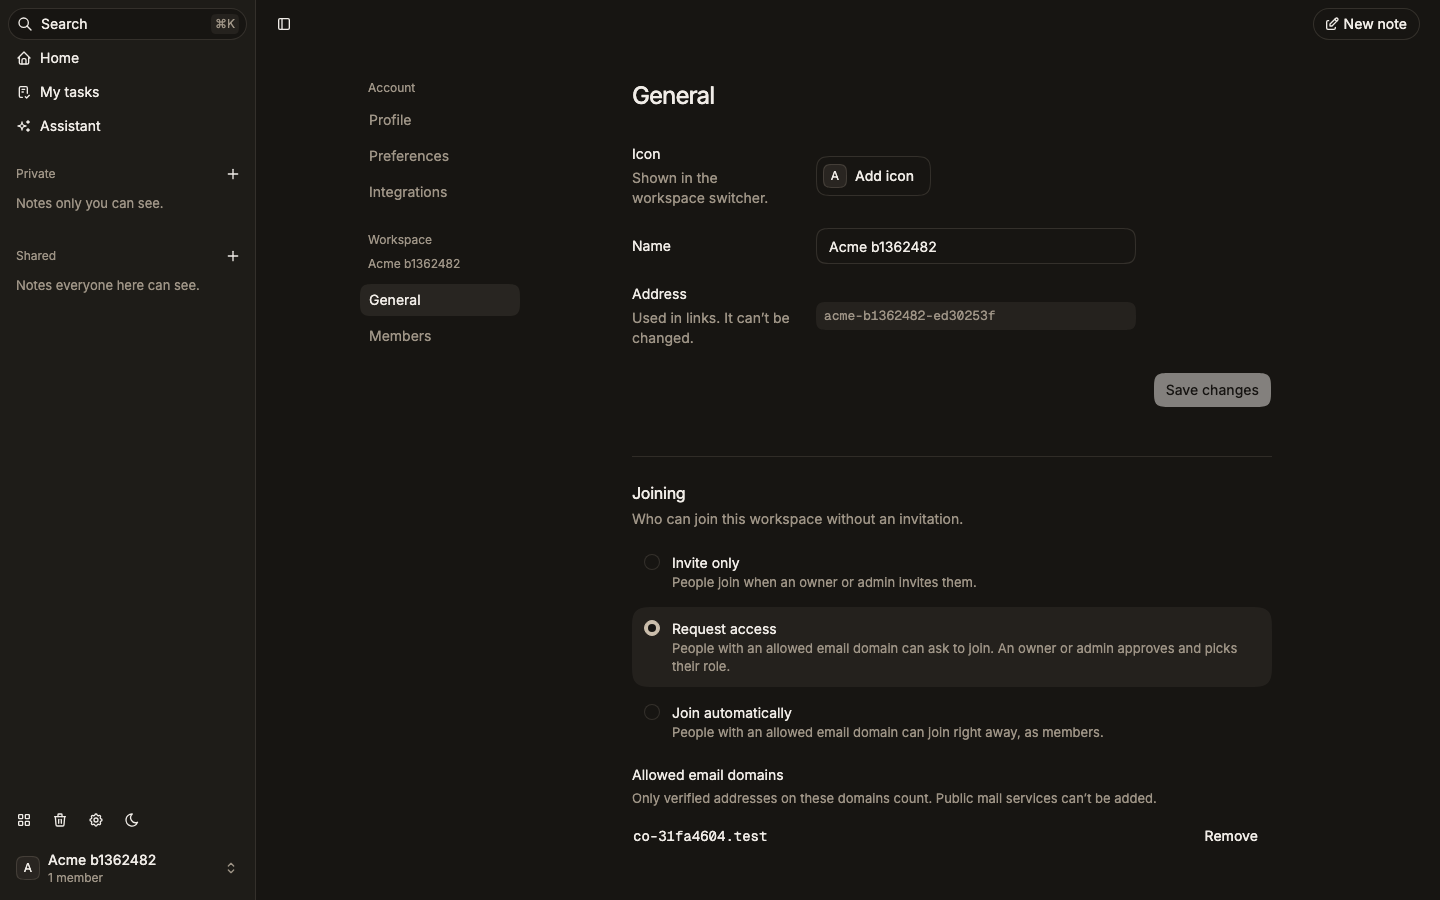 Search ⌘K
New note
Home
My tasks
Assistant
Private
Notes only you can see.
Shared
Notes everyone here can see.
A
Acme b1362482
1 member
Account
Profile
Preferences
Integrations
Workspace
Acme b1362482
General
Members
General
Icon
Shown in the
workspace switcher.
A Add icon
Name
Acme b1362482
Address
Used in links. It can’t be
changed.
acme-b1362482-ed30253f
Save changes
Joining
Who can join this workspace without an invitation.
Invite only
People join when an owner or admin invites them.
Request access
People with an allowed email domain can ask to join. An owner or admin approves and picks
their role.
Join automatically
People with an allowed email domain can join right away, as members.
Allowed email domains
Only verified addresses on these domains count. Public mail services can’t be added.
co-31fa4604.test
Remove